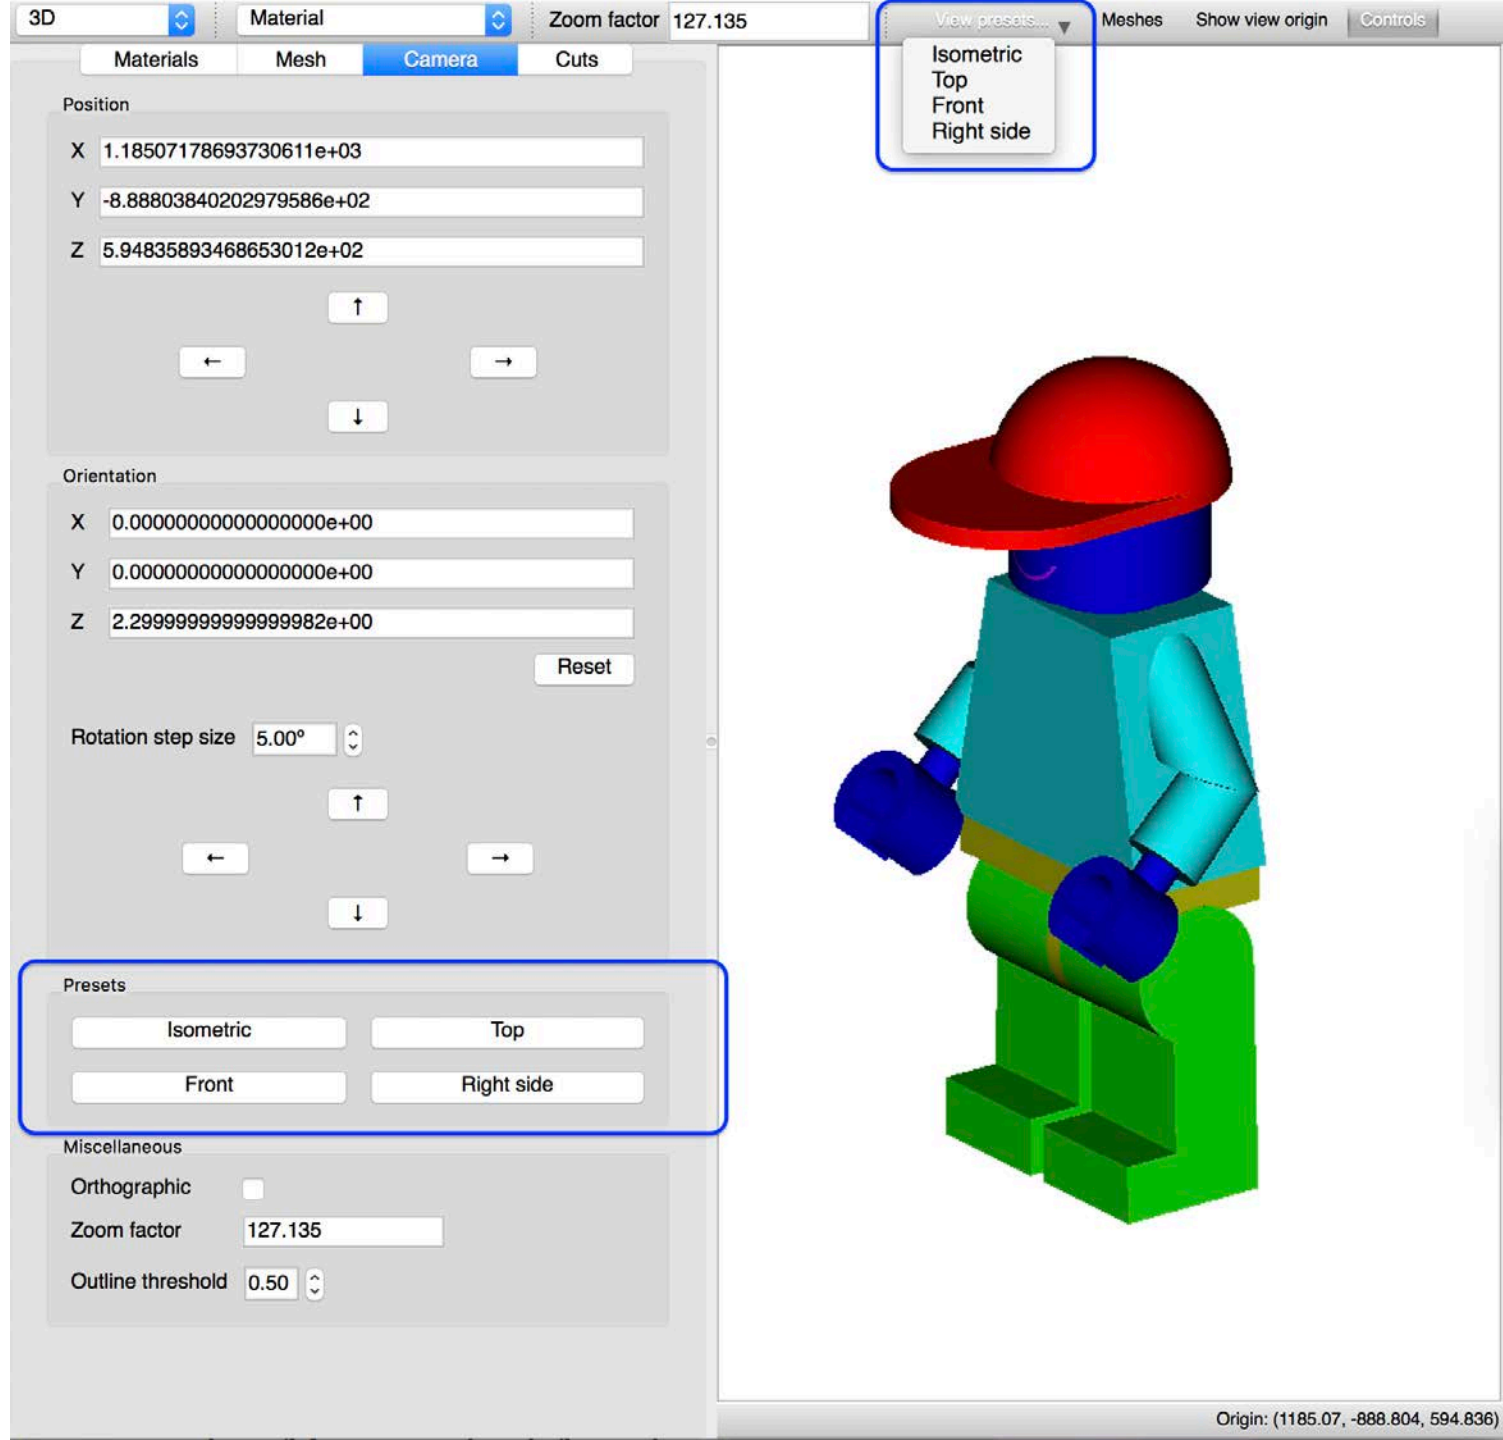 3D Material Zoom factor 127.135 View presets... Meshes Show view origin Controls
Isometric
Top
Front
Right side
Materials Mesh Camera Cuts
Position
X 1.18507178693730611e+03
Y -8.88803840202979586e+02
Z 5.94835893468653012e+02
↑
← →
↓
Orientation
X 0.00000000000000000e+00
Y 0.00000000000000000e+00
Z 2.29999999999999982e+00
Reset
Rotation step size 5.00º
↑
← →
↓
Presets
Isometric Top
Front Right side
Miscellaneous
Orthographic
Zoom factor 127.135
Outline threshold 0.50
Origin: (1185.07, -888.804, 594.836)